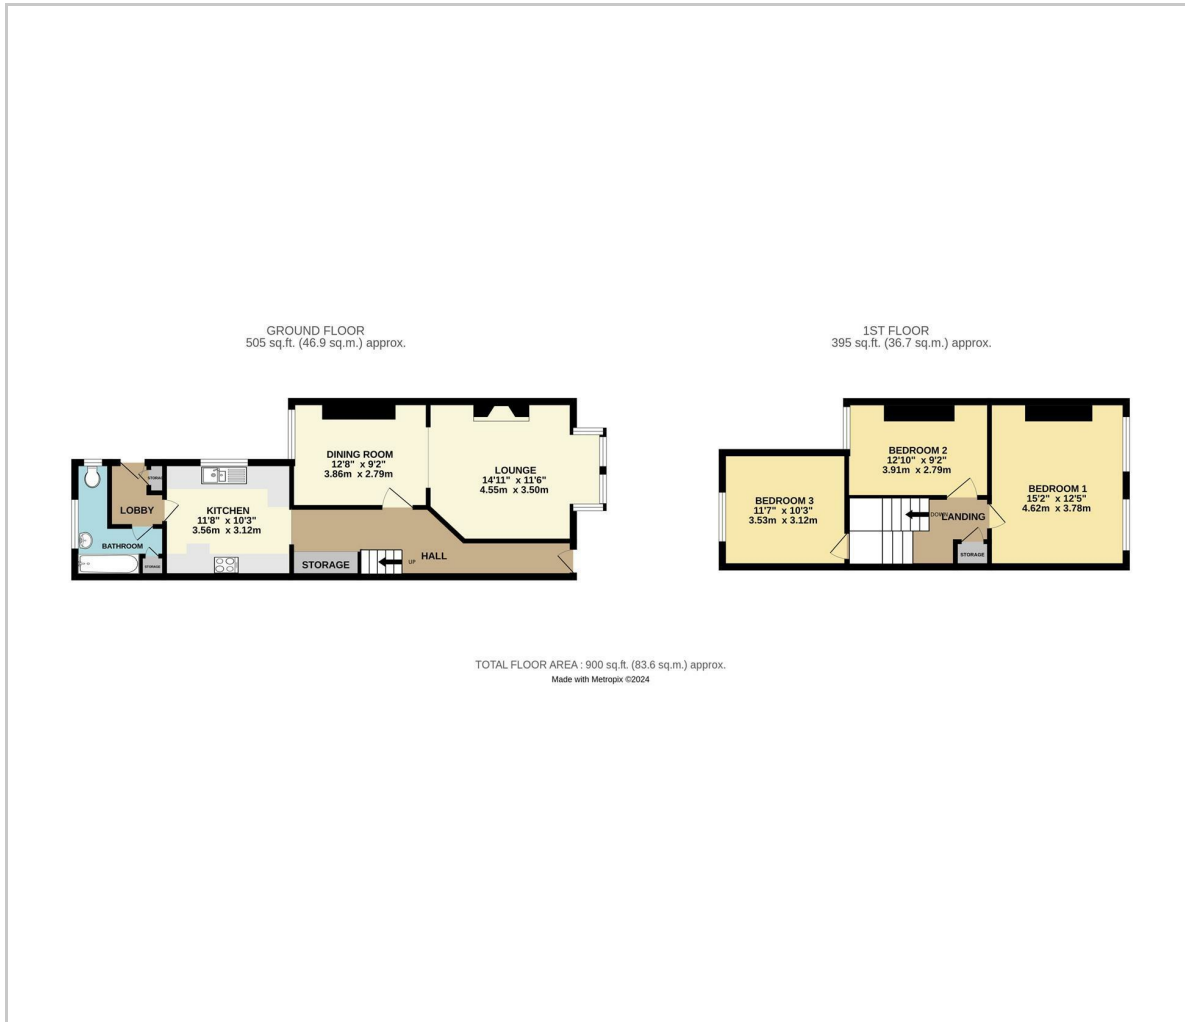 GROUND FLOOR
505 sq.ft. (46.9 sq.m.) approx.
1ST FLOOR
395 sq.ft. (36.7 sq.m.) approx.
DINING ROOM
12'8" x 9'2"
3.86m x 2.79m
LOUNGE
14'11" x 11'6"
4.55m x 3.50m
STORAGE
LOBBY
KITCHEN
11'8" x 10'3"
3.56m x 3.12m
BATHROOM
STORAGE
STORAGE
UP
HALL
BEDROOM 2
12'10" x 9'2"
3.91m x 2.79m
BEDROOM 1
15'2" x 12'5"
4.62m x 3.78m
BEDROOM 3
11'7" x 10'3"
3.53m x 3.12m
DOWN
LANDING
STORAGE
TOTAL FLOOR AREA : 900 sq.ft. (83.6 sq.m.) approx.
Made with Metropix ©2024